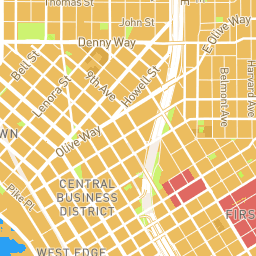 Thomas St
John St
Denny Way
E Olive Way
Bell St
Lenora St
9th Ave
Howell St
Belmont Ave
Harvard Ave
Olive Way
Pike Pl
CENTRAL
BUSINESS
DISTRICT
FIRS
WEST EDGE